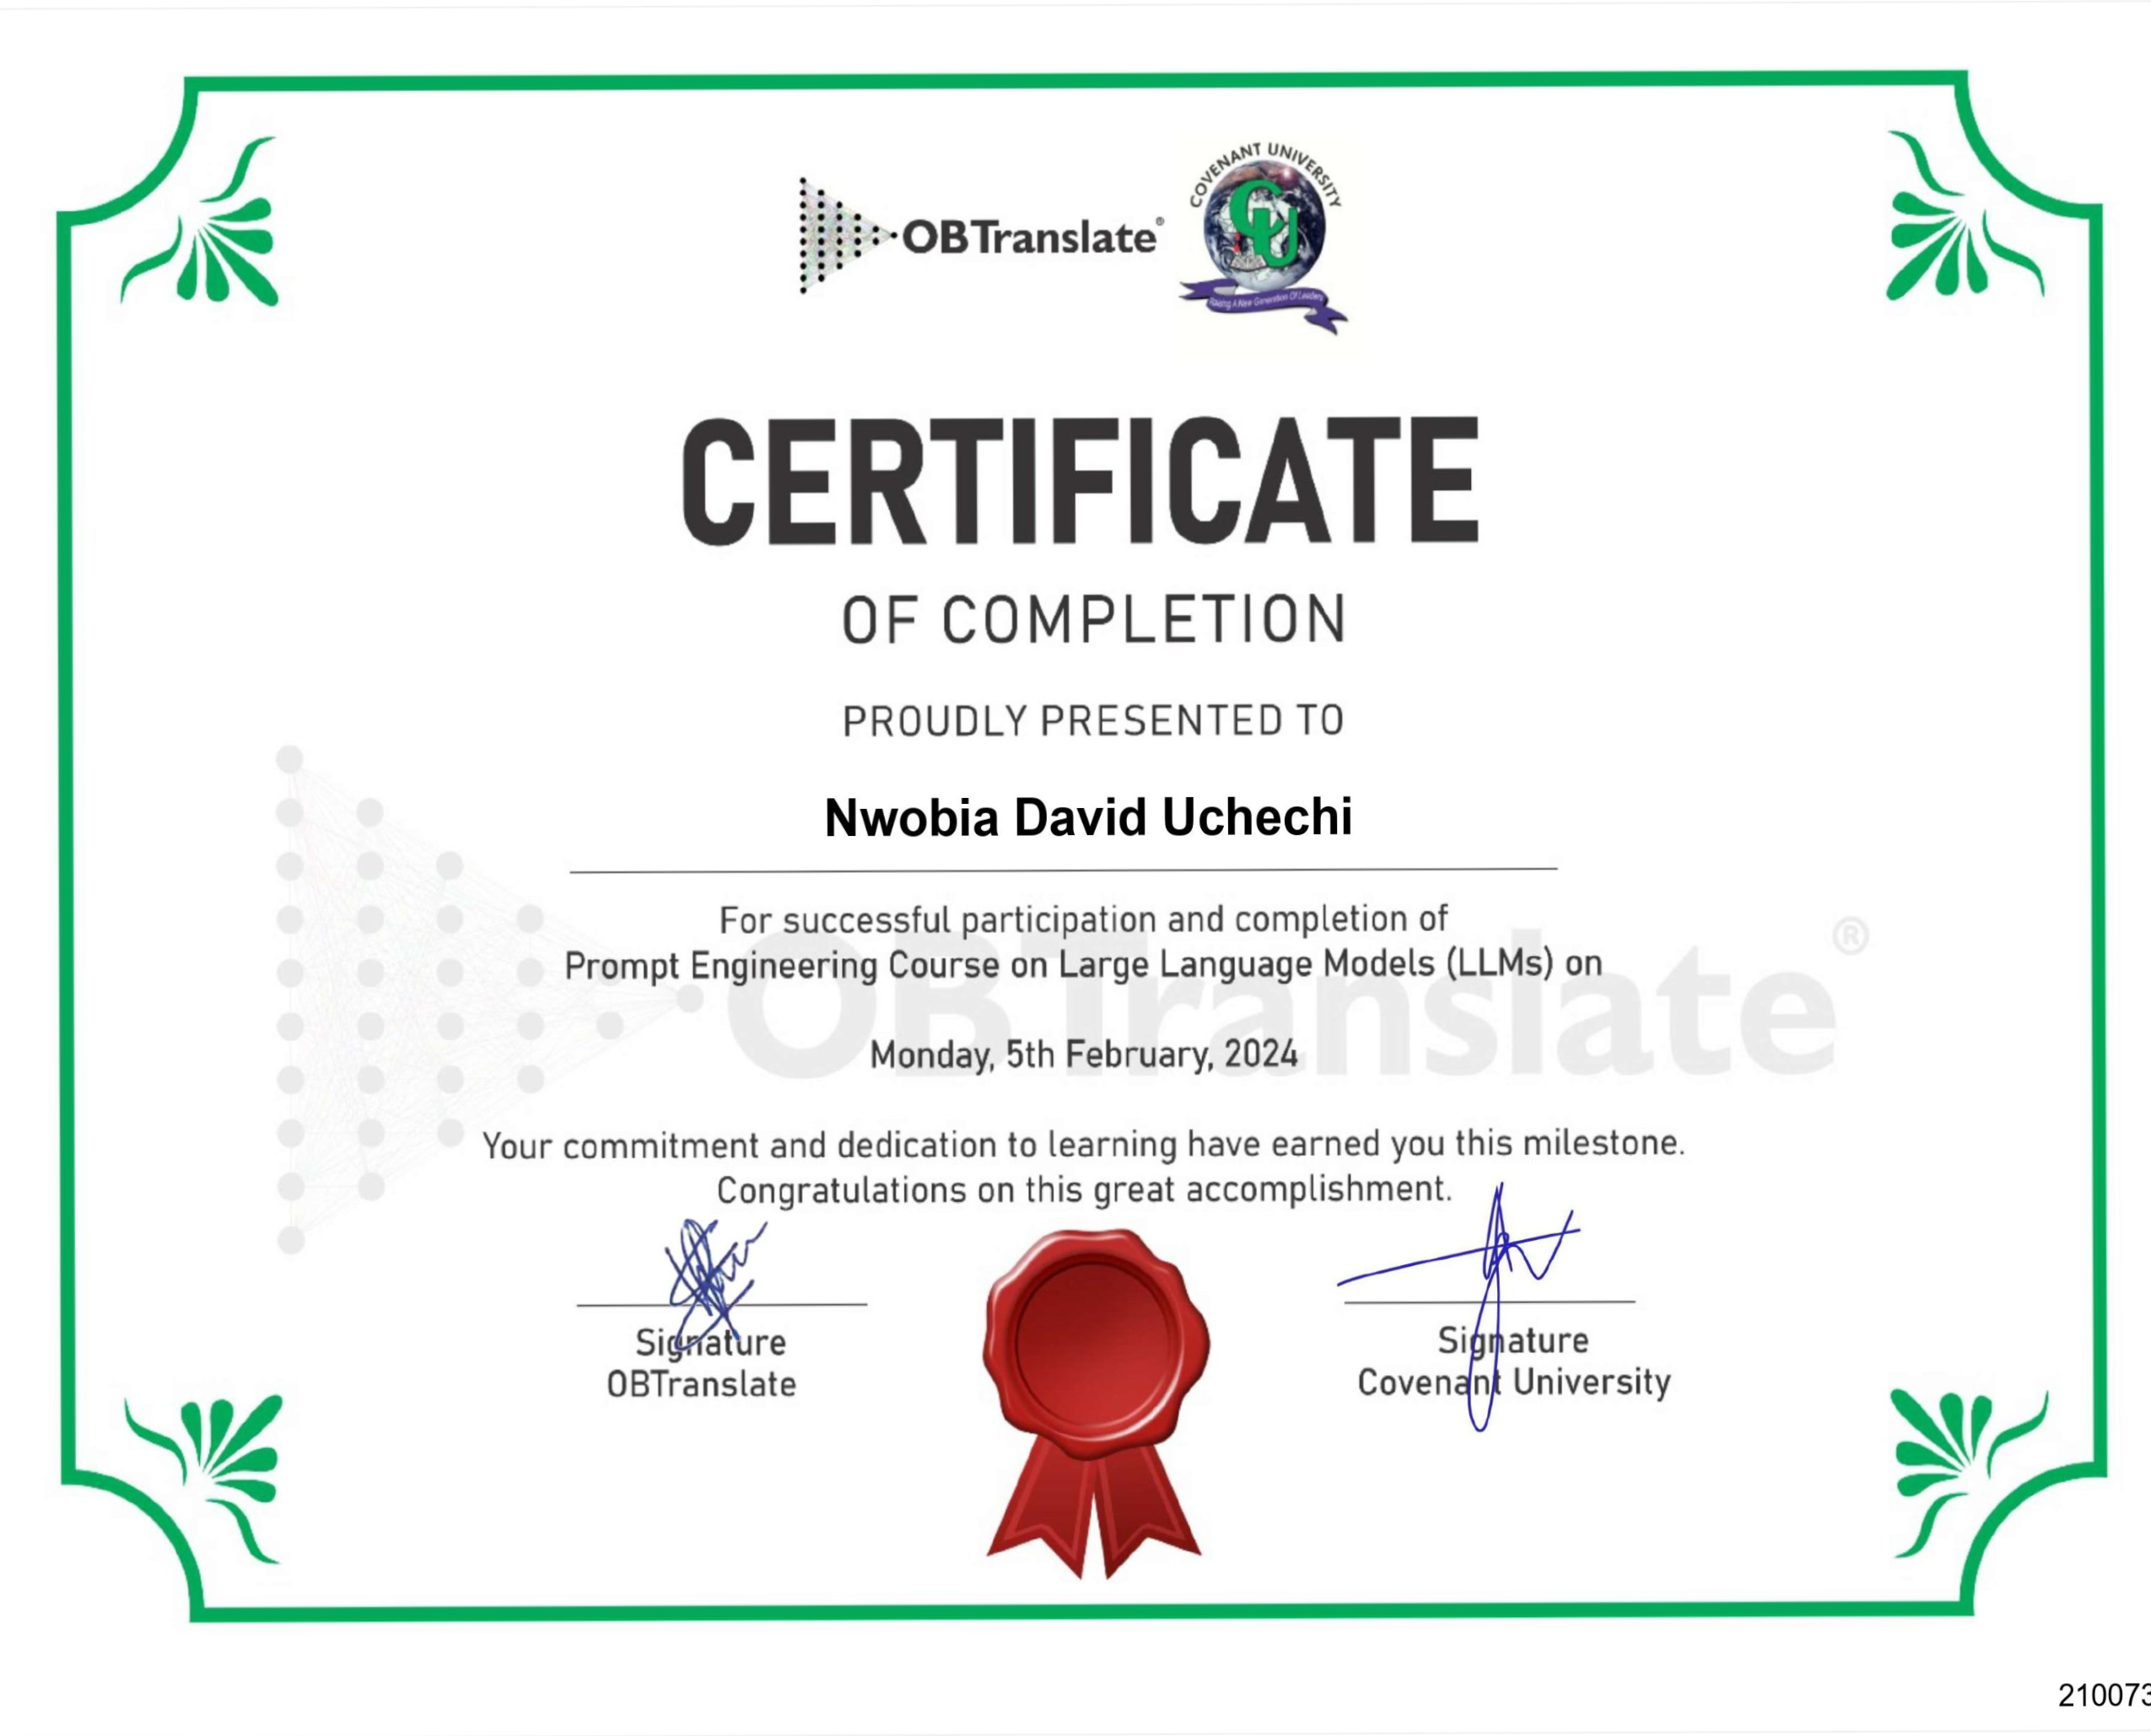 OBTranslate®
COVENANT UNIVERSITY
CU
Raising A New Generation Of Leaders
CERTIFICATE
OF COMPLETION
PROUDLY PRESENTED TO
Nwobia David Uchechi
For successful participation and completion of
Prompt Engineering Course on Large Language Models (LLMs) on
OBTranslate®
Monday, 5th February, 2024
Your commitment and dedication to learning have earned you this milestone.
Congratulations on this great accomplishment.
Signature
OBTranslate
Signature
Covenant University
210073